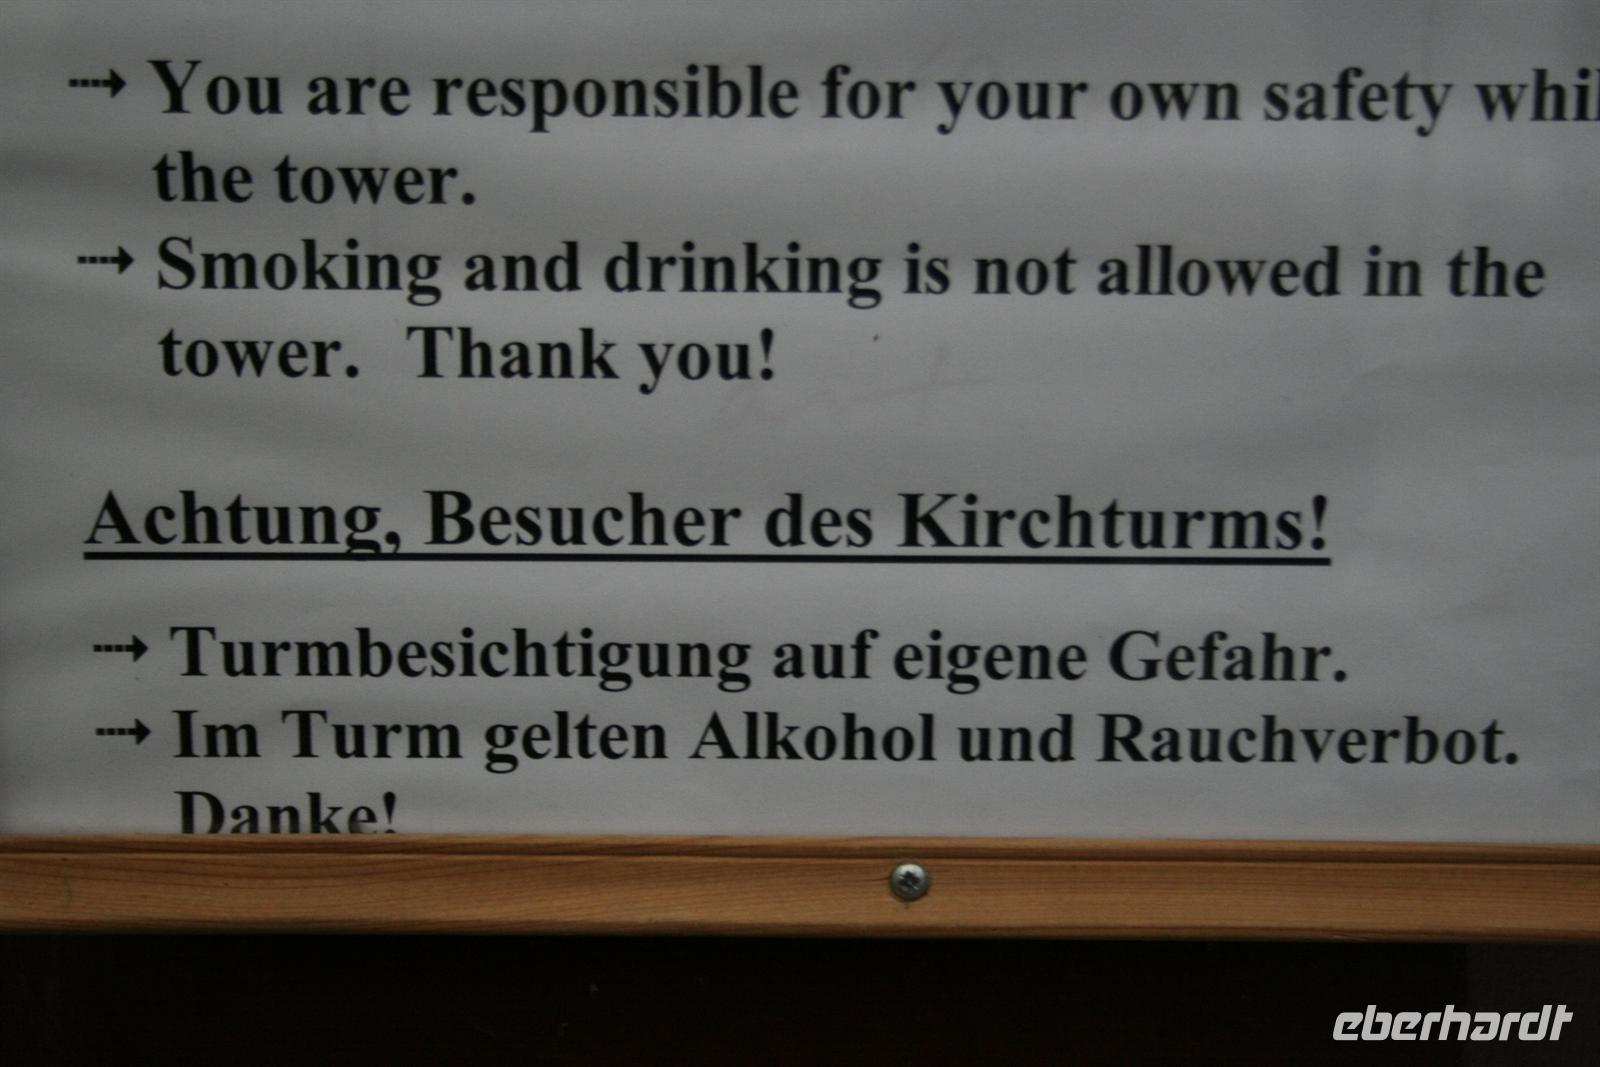 ⇢ You are responsible for your own safety whil
the tower.
⇢ Smoking and drinking is not allowed in the
tower. Thank you!
Achtung, Besucher des Kirchturms!
⇢ Turmbesichtigung auf eigene Gefahr.
⇢ Im Turm gelten Alkohol und Rauchverbot.
Danke!
eberhardt